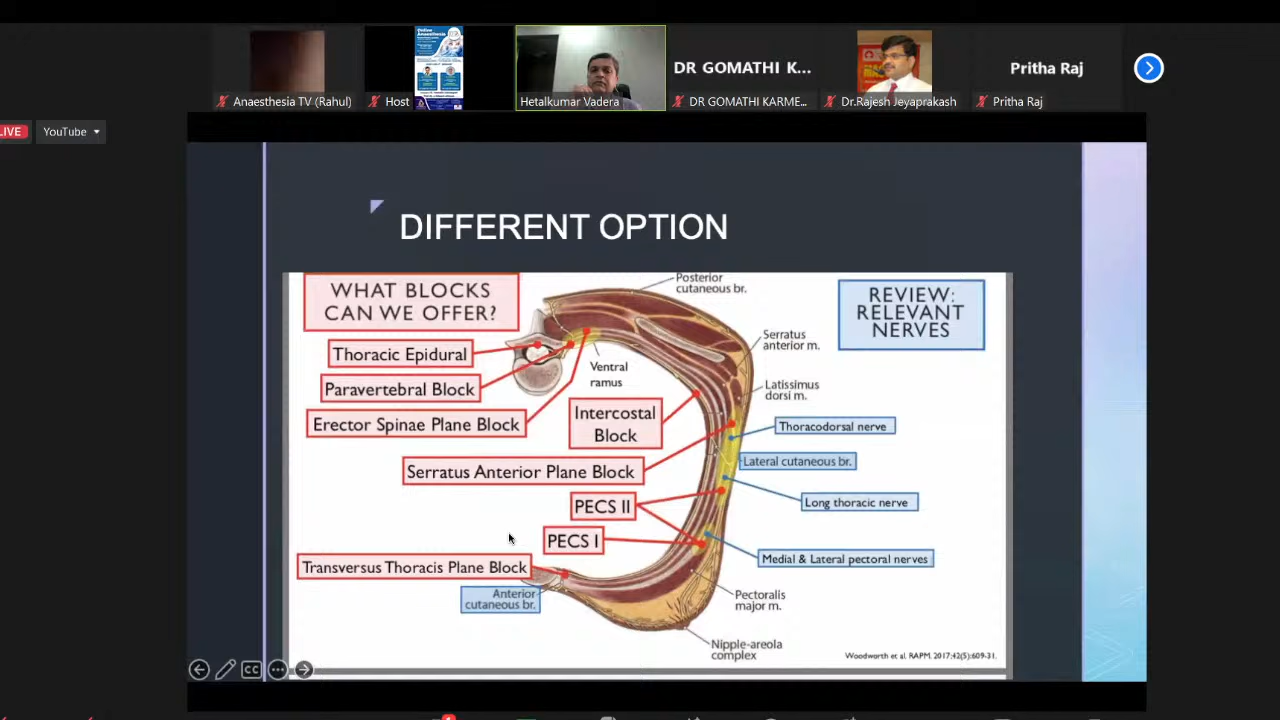 DR GOMATHI K...
Pritha Raj
Anaesthesia TV (Rahul)
Host
Hetalkumar Vadera
DR GOMATHI KARME...
Dr.Rajesh Jeyaprakash
Pritha Raj
LIVE
YouTube
DIFFERENT OPTION
WHAT BLOCKS
CAN WE OFFER?
Posterior
cutaneous br.
REVIEW:
RELEVANT
NERVES
Serratus
anterior m.
Thoracic Epidural
Ventral
ramus
Paravertebral Block
Latissimus
dorsi m.
Erector Spinae Plane Block
Intercostal
Block
Thoracodorsal nerve
Lateral cutaneous br.
Serratus Anterior Plane Block
PECS II
Long thoracic nerve
PECS I
Medial & Lateral pectoral nerves
Transversus Thoracis Plane Block
Anterior
cutaneous br.
Pectoralis
major m.
Nipple-areola
complex
Woodworth et al. RAPM. 2017;42(5):609-31.
CC